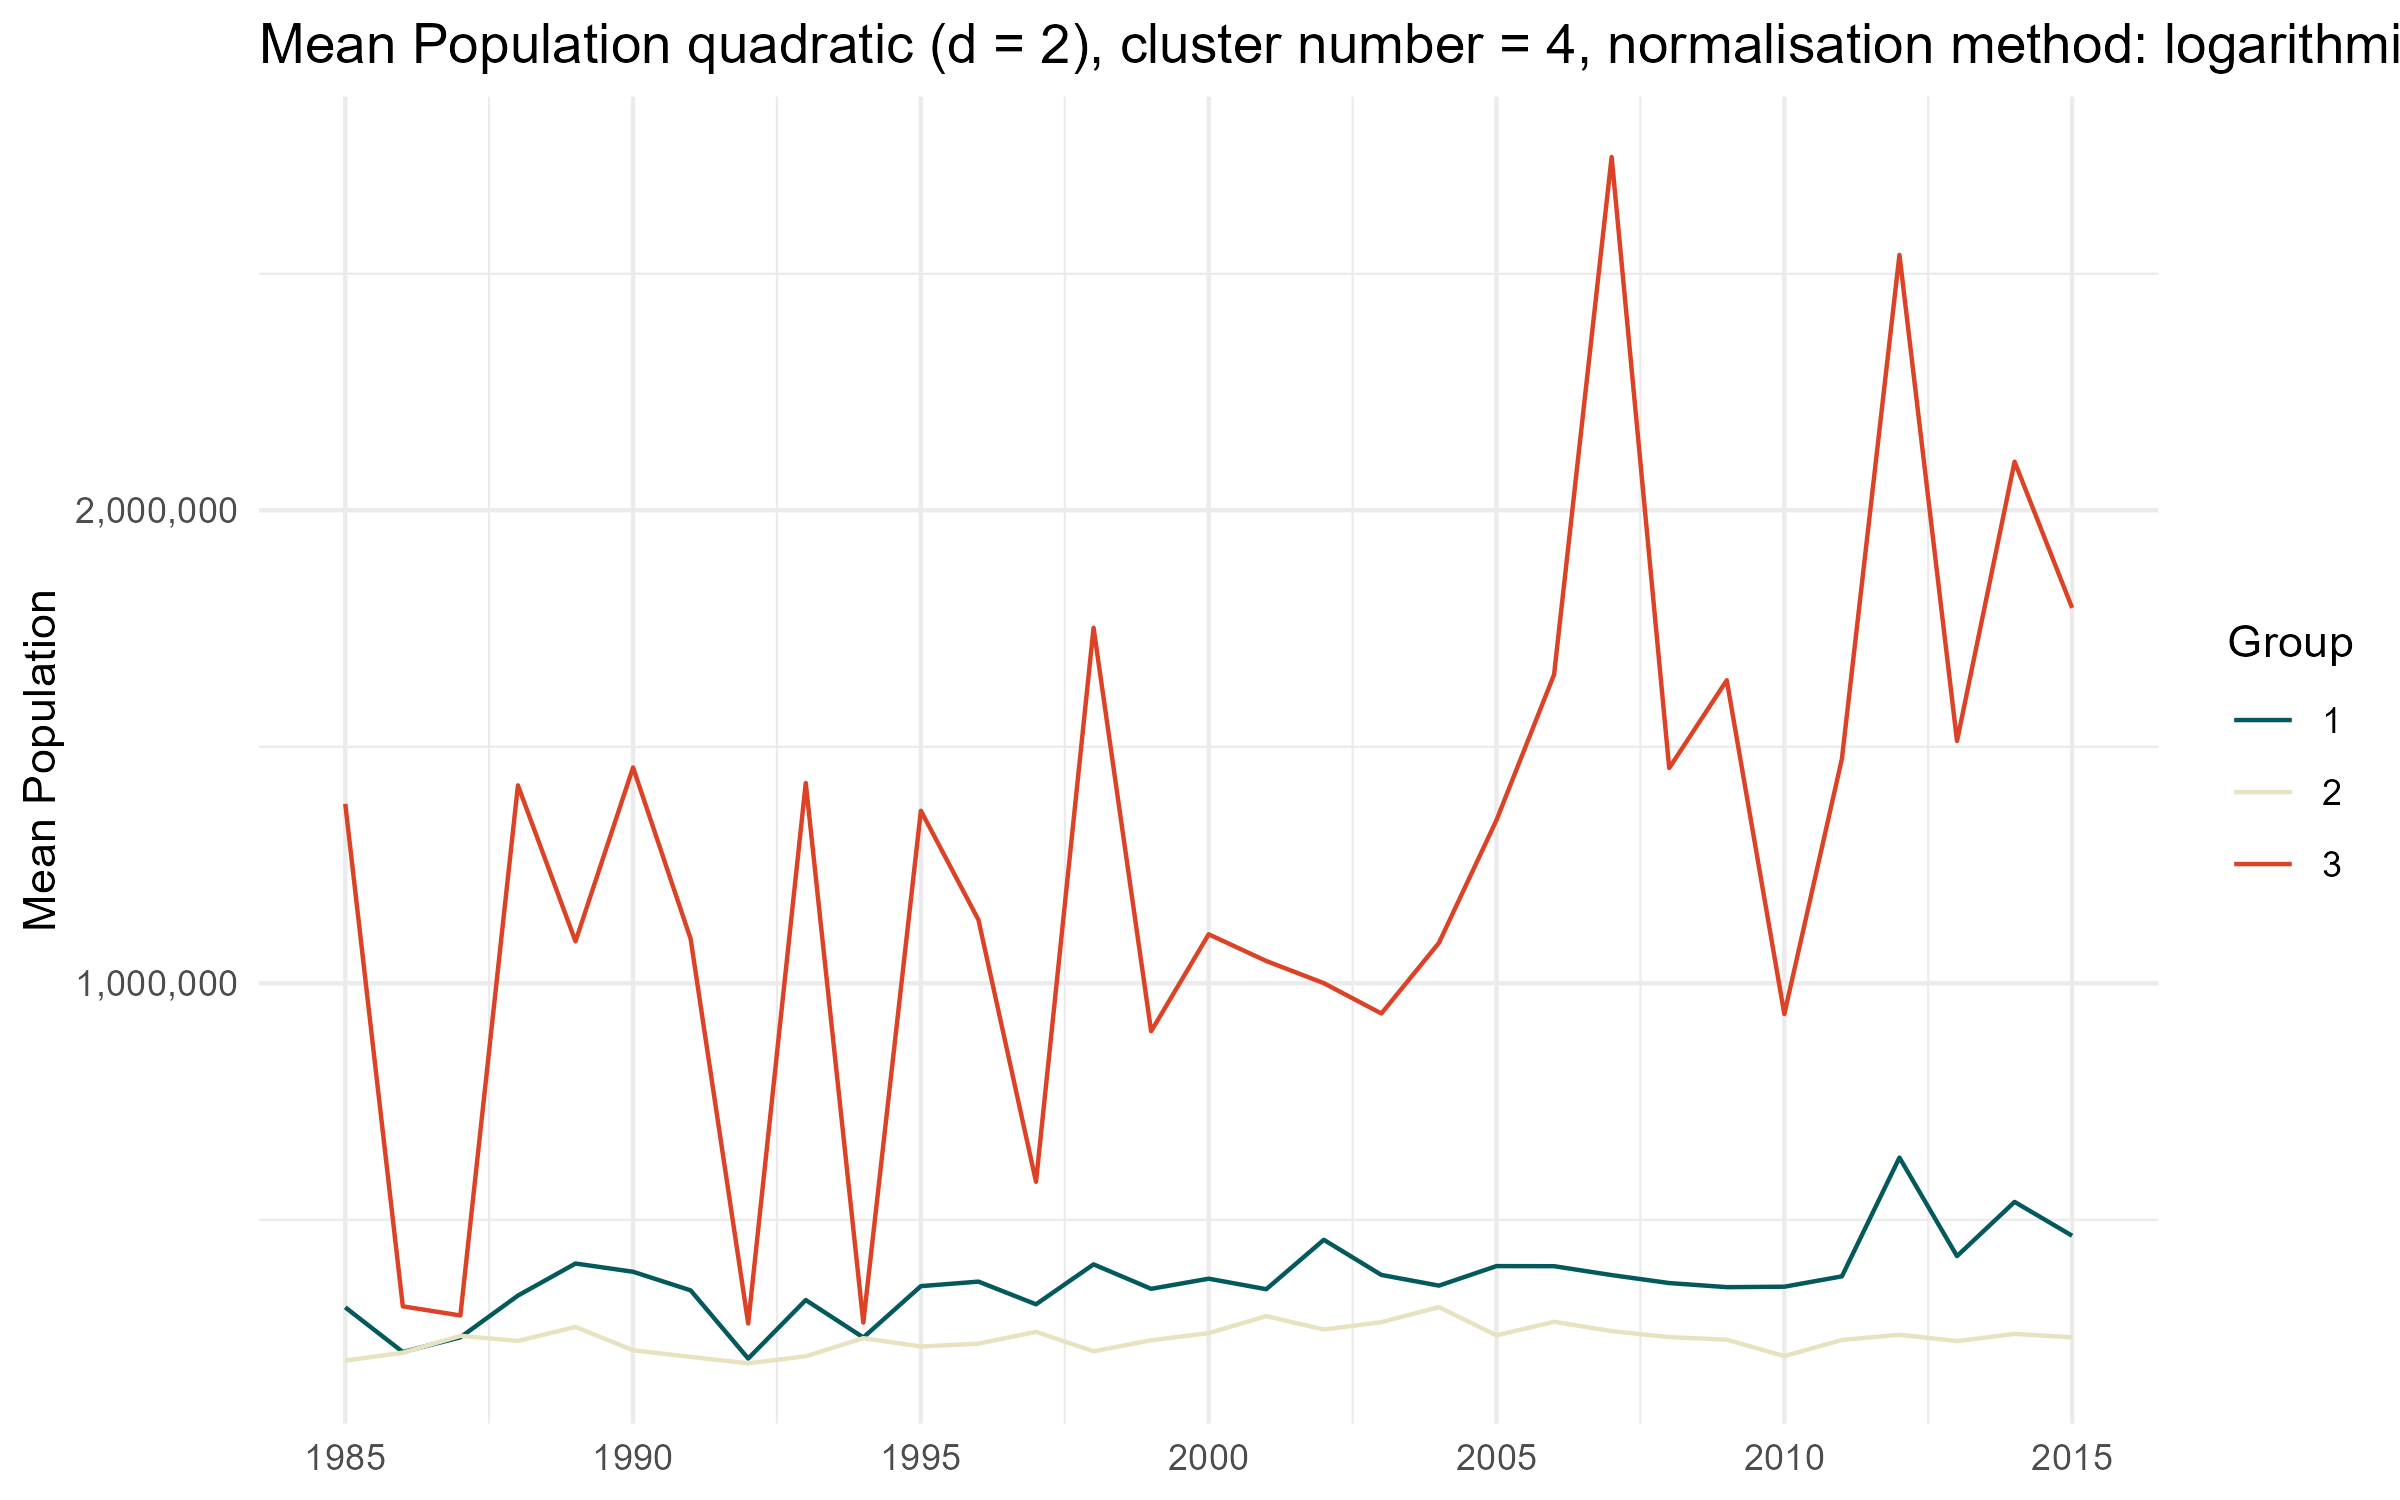 Mean Population quadratic (d = 2), cluster number = 4, normalisation method: logarithmi
Mean Population
2,000,000
1,000,000
1985 1990 1995 2000 2005 2010 2015
Group
1
2
3